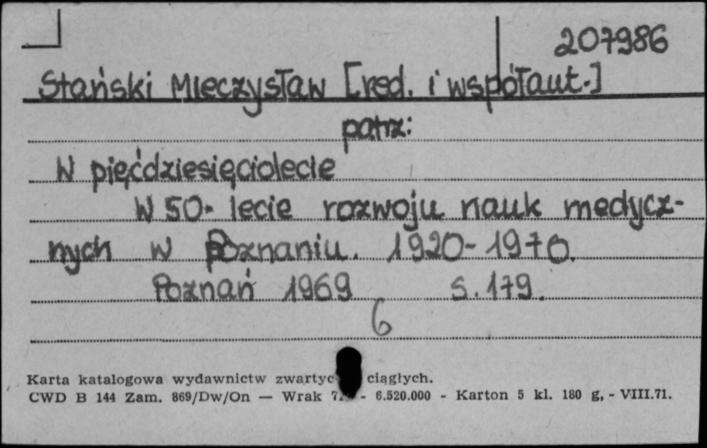 207986
Stański Mieczysław [red. i współaut.]
patrz:
W pięćdziesięciolecie
W 50-lecie rozwoju nauk medycz-
nych w Poznaniu. 1920-1970.
Poznań 1969 s. 179.
6
Karta katalogowa wydawnictw ciągłych.
CWD B 144 Zam. 869/Dw/On — Wrak - 6.520.000 - Karton 5 kl. 180 g, - VIII.71.